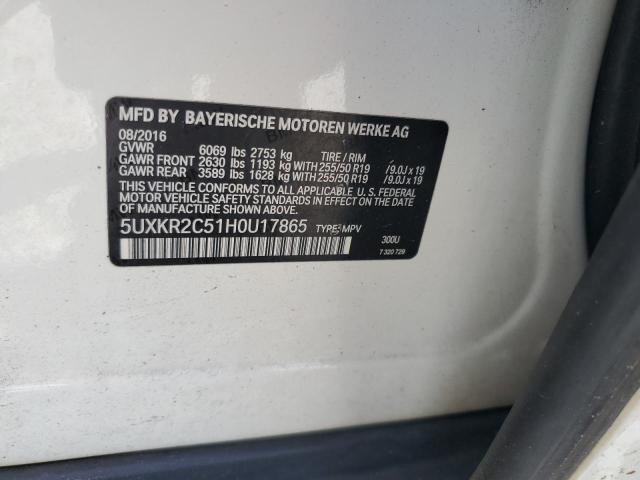 MFD BY BAYERISCHE MOTOREN WERKE AG
08/2016
GVWR 6069 lbs 2753 kg TIRE / RIM
GAWR FRONT 2630 lbs 1193 kg WITH 255/50 R19 /9.0J x 19
GAWR REAR 3589 lbs 1628 kg WITH 255/50 R19 /9.0J x 19
THIS VEHICLE CONFORMS TO ALL APPLICABLE U. S. FEDERAL
MOTOR VEHICLE SAFETY STANDARDS IN EFFECT ON THE DATE
OF MANUFACTURE SHOWN ABOVE.
5UXKR2C51H0U17865 TYPE: MPV 300U
7 320 729